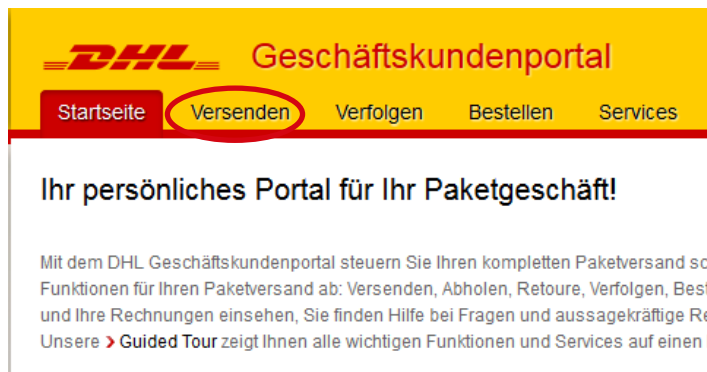 DHL Geschäftskundenportal
Startseite Versenden Verfolgen Bestellen Services
Ihr persönliches Portal für Ihr Paketgeschäft!
Mit dem DHL Geschäftskundenportal steuern Sie Ihren kompletten Paketversand
Funktionen für Ihren Paketversand ab: Versenden, Abholen, Retoure, Verfolgen,
und Ihre Rechnungen einsehen, Sie finden Hilfe bei Fragen und aussagekräftige
Unsere › Guided Tour zeigt Ihnen alle wichtigen Funktionen und Services auf einen